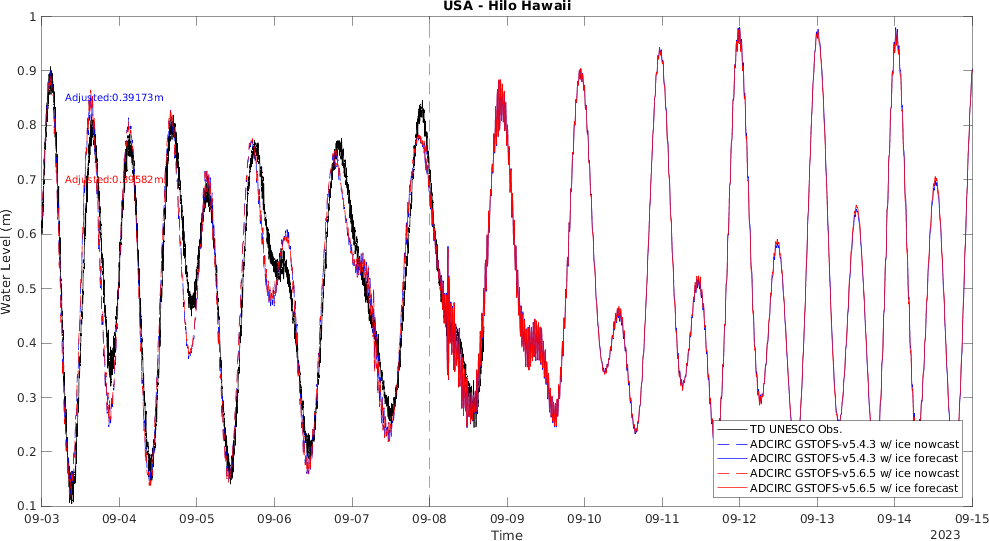 USA - Hilo Hawaii
1
0.9
0.8
0.7
0.6
0.5
0.4
0.3
0.2
0.1
Water Level (m)
Adjusted:0.39173m
Adjusted:0.39582m
TD UNESCO Obs.
ADCIRC GSTOFS-v5.4.3 w/ ice nowcast
ADCIRC GSTOFS-v5.4.3 w/ ice forecast
ADCIRC GSTOFS-v5.6.5 w/ ice nowcast
ADCIRC GSTOFS-v5.6.5 w/ ice forecast
09-03 09-04 09-05 09-06 09-07 09-08 09-09 09-10 09-11 09-12 09-13 09-14 09-15
Time
2023